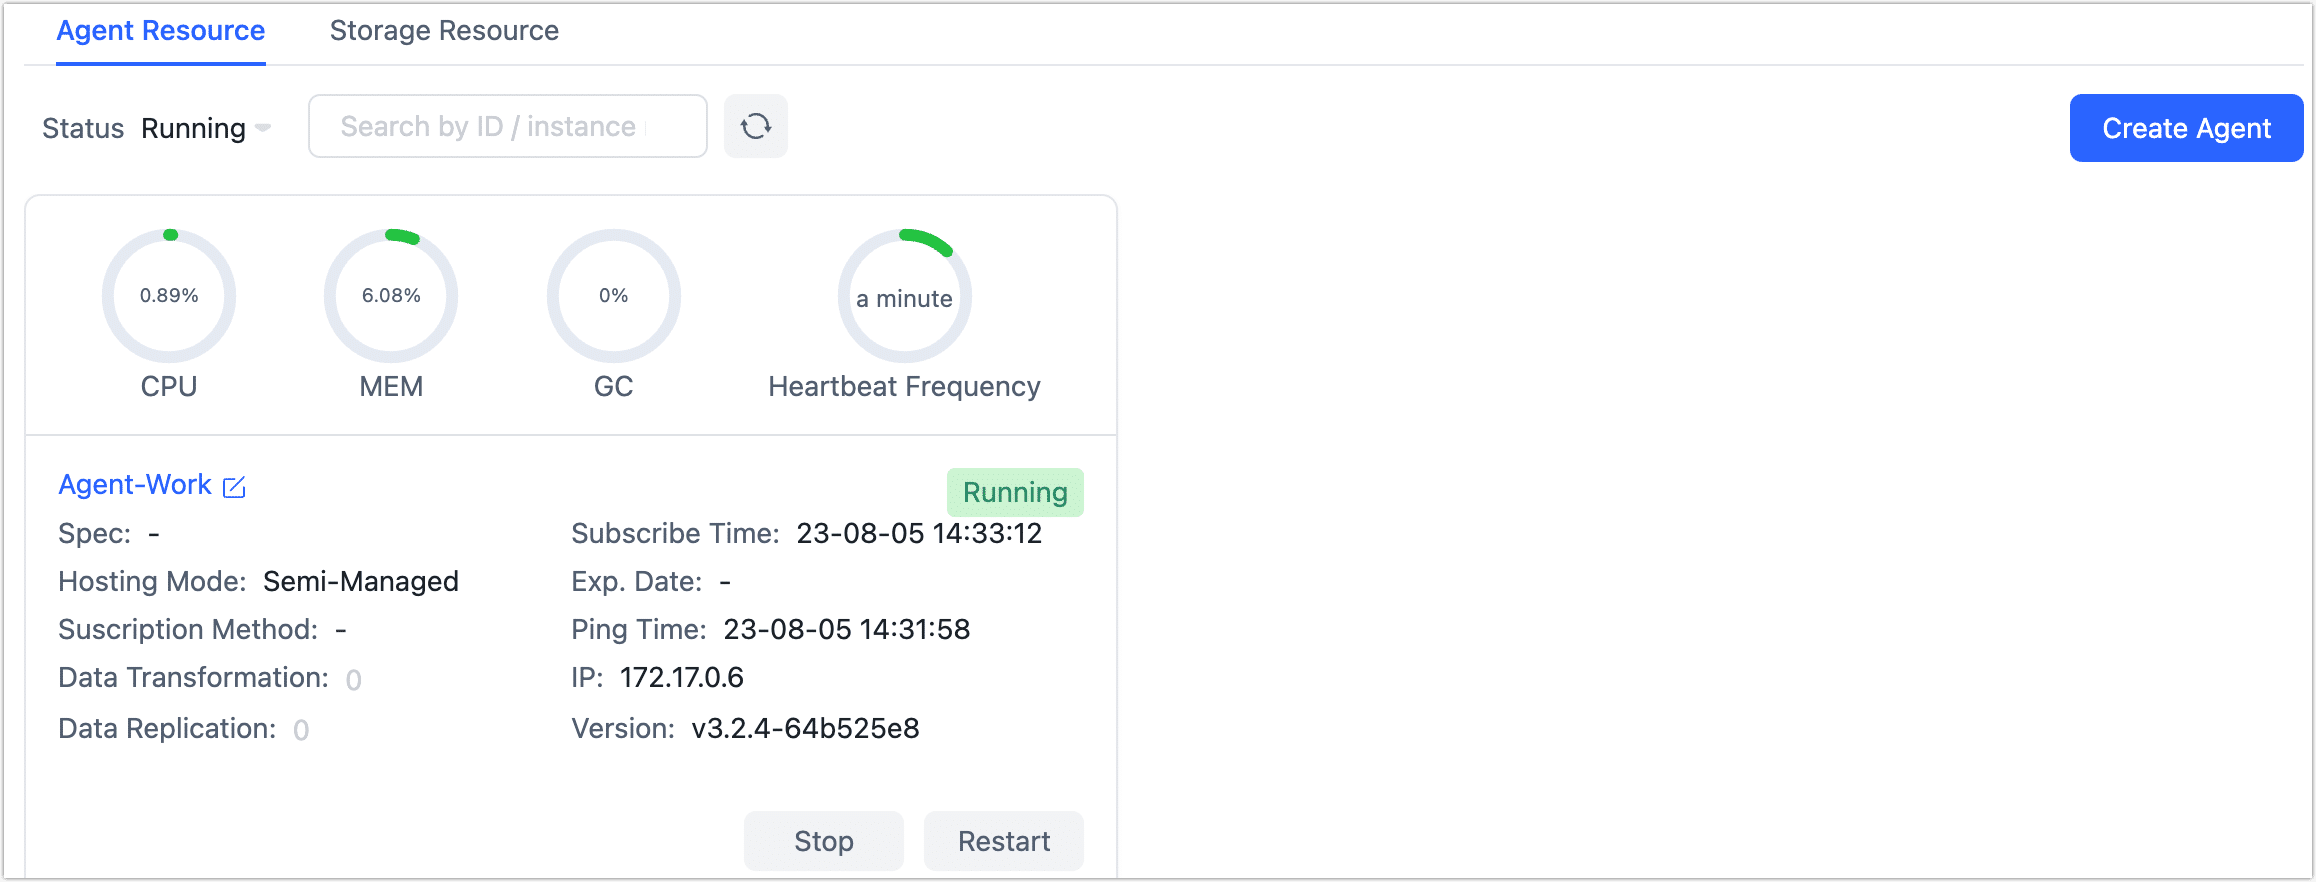 Agent Resource Storage Resource
Status Running Search by ID / instance Create Agent
0.89% 6.08% 0% a minute
CPU MEM GC Heartbeat Frequency
Agent-Work Running
Spec: - Subscribe Time: 23-08-05 14:33:12
Hosting Mode: Semi-Managed Exp. Date: -
Suscription Method: - Ping Time: 23-08-05 14:31:58
Data Transformation: 0 IP: 172.17.0.6
Data Replication: 0 Version: v3.2.4-64b525e8
Stop Restart